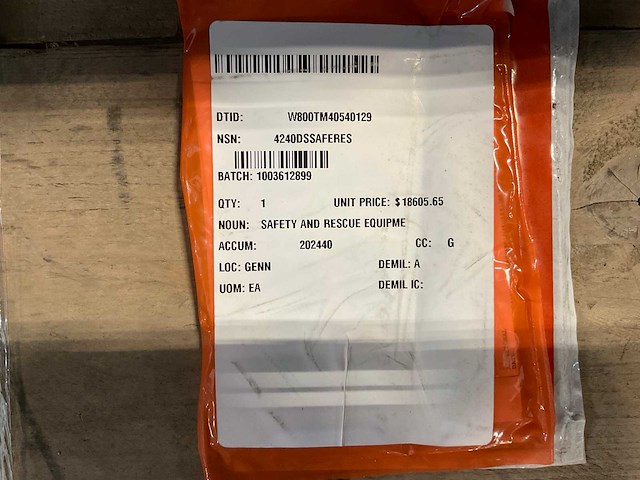 DTID: W800TM40540129
NSN: 4240DSSAFERES
BATCH: 1003612899
QTY: 1 UNIT PRICE: $18605.65
NOUN: SAFETY AND RESCUE EQUIPME
ACCUM: 202440 CC: G
LOC: GENN DEMIL: A
UOM: EA DEMIL IC: